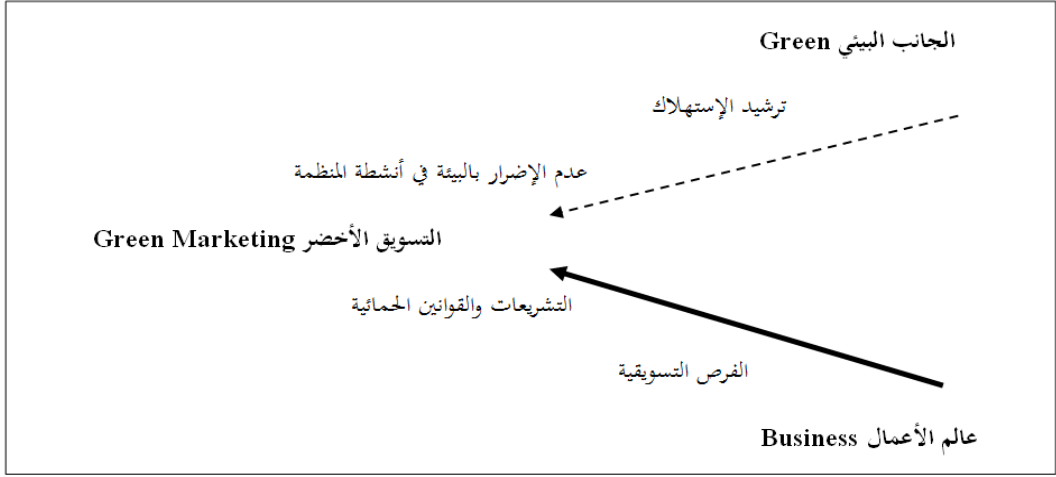 الجانب البيئي Green
ترشيد الإستهلاك
عدم الإضرار بالبيئة في أنشطة المنظمة
التسويق الأخضر Green Marketing
التشريعات والقوانين الحمائية
الفرص التسويقية
عالم الأعمال Business